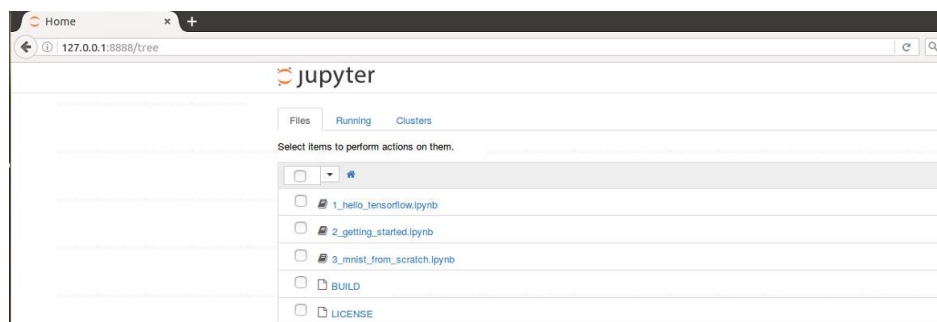 Home × +
127.0.0.1:8888/tree
jupyter
Files Running Clusters
Select items to perform actions on them.
1_hello_tensorflow.ipynb
2_getting_started.ipynb
3_mnist_from_scratch.ipynb
BUILD
LICENSE